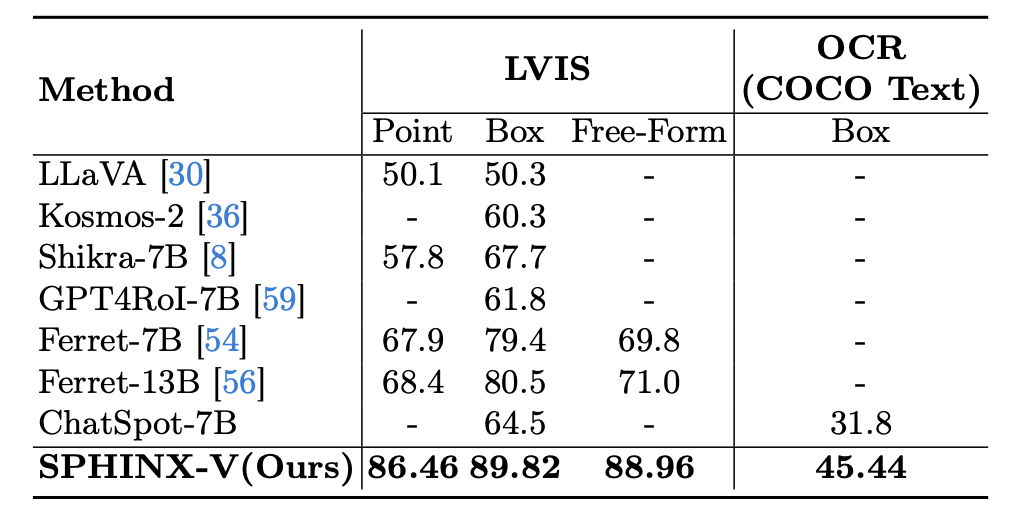 Method LVIS OCR (COCO Text)
Point Box Free-Form Box
LLaVA [30] 50.1 50.3 - -
Kosmos-2 [36] - 60.3 - -
Shikra-7B [8] 57.8 67.7 - -
GPT4RoI-7B [59] - 61.8 - -
Ferret-7B [54] 67.9 79.4 69.8 -
Ferret-13B [56] 68.4 80.5 71.0 -
ChatSpot-7B - 64.5 - 31.8
SPHINX-V(Ours) 86.46 89.82 88.96 45.44